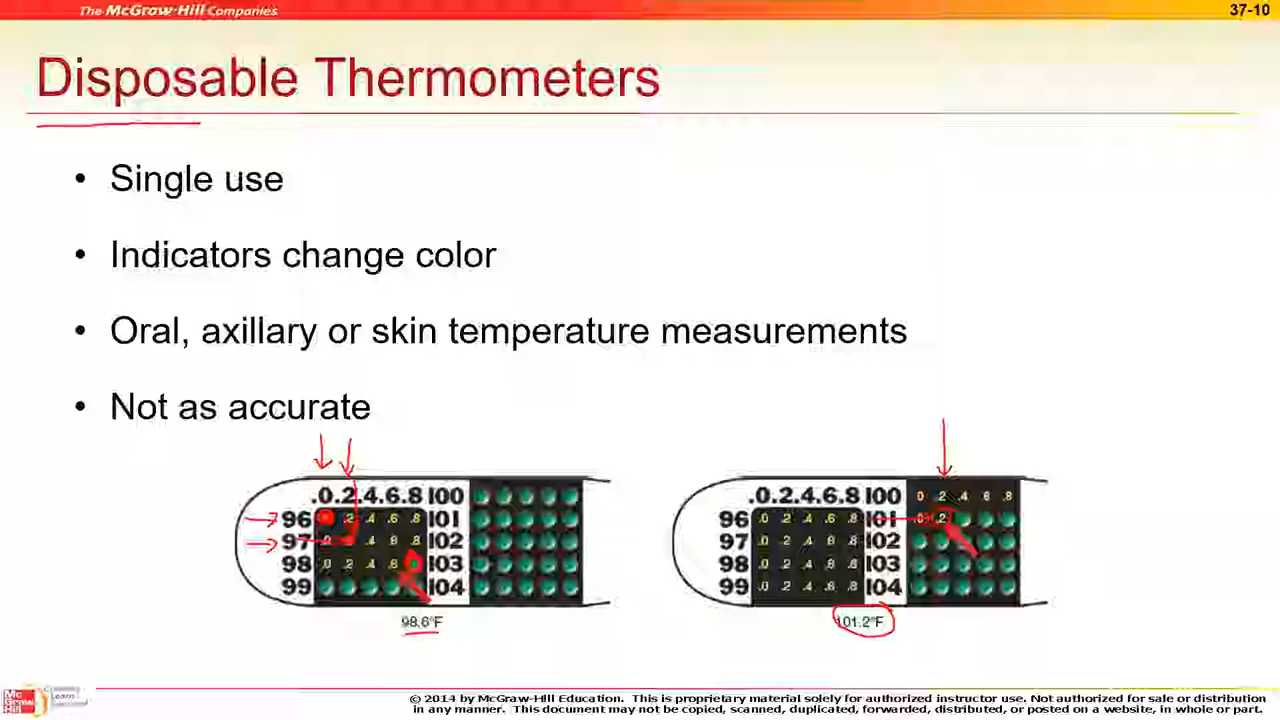 The McGraw-Hill Companies
37-10
Disposable Thermometers
• Single use
• Indicators change color
• Oral, axillary or skin temperature measurements
• Not as accurate
.0.2.4.6.8 100
96 .2 .4 .6 .8 101
97 .0 .4 .8 102
98 .0 .2 .4 .6 103
99 104
98.6°F
.0.2.4.6.8 100 .0 .2 .4 .6 .8
96 .0 .2 .4 .6 .8 101 .0 .2
97 .0 .2 .4 .8 102
98 .0 .2 .4 .6 .8 103
99 .0 .2 .4 .6 .8 104
101.2°F
Mc
Graw
Hill
© 2014 by McGraw-Hill Education. This is proprietary material solely for authorized instructor use. Not authorized for sale or distribution
in any manner. This document may not be copied, scanned, duplicated, forwarded, distributed, or posted on a website, in whole or part.